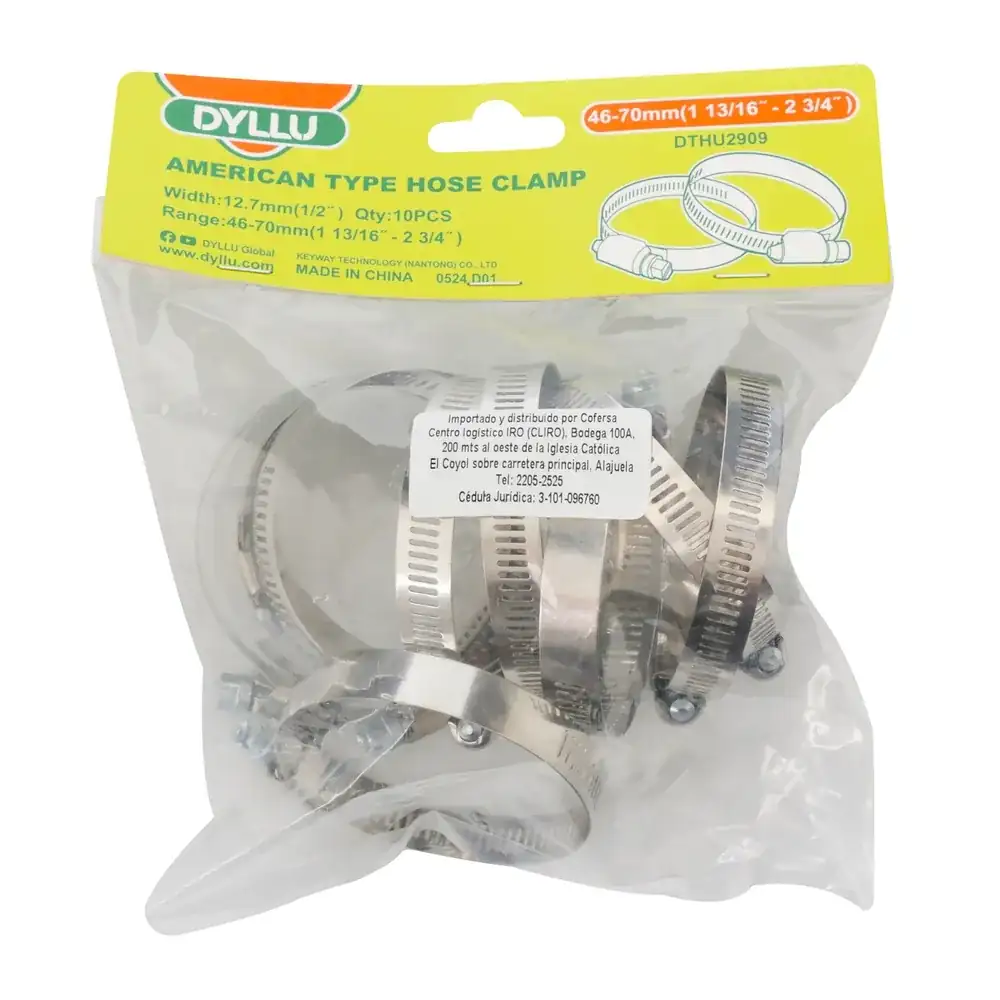 DYLLU
46-70mm(1 13/16˝ - 2 3/4˝)
DTHU2909
AMERICAN TYPE HOSE CLAMP
Width:12.7mm(1/2˝) Qty:10PCS
Range:46-70mm(1 13/16˝ - 2 3/4˝)
DYLLU Global
www.dyllu.com
KEYWAY TECHNOLOGY (NANTONG) CO., LTD
MADE IN CHINA 0524 D01
Importado y distribuido por Cofersa
Centro logístico IRO (CLIRO), Bodega 100A,
200 mts al oeste de la Iglesia Católica
El Coyol sobre carretera principal, Alajuela
Tel: 2205-2525
Cédula Jurídica: 3-101-096760